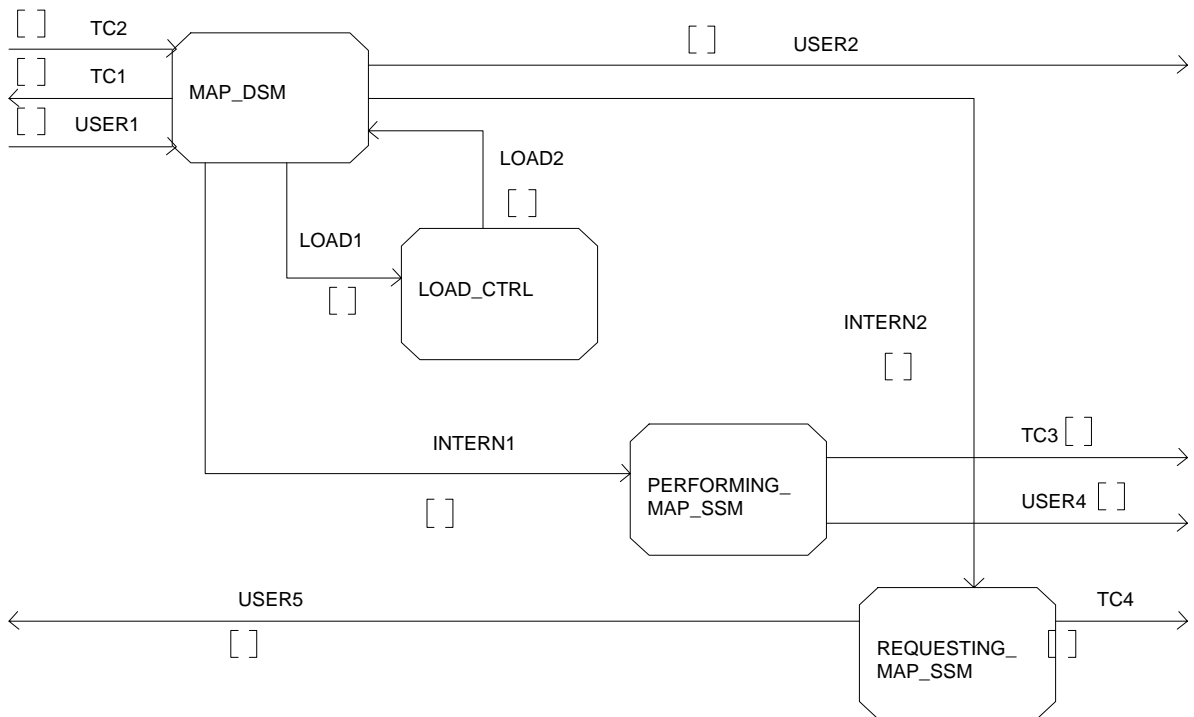 [ ] TC2
[ ] USER2
[ ] TC1
MAP_DSM
[ ] USER1
LOAD2
[ ]
LOAD1
[ ]
LOAD_CTRL
INTERN2
[ ]
INTERN1
[ ]
TC3 [ ]
PERFORMING_
MAP_SSM
USER4 [ ]
USER5
[ ]
TC4
[ ]
REQUESTING_
MAP_SSM